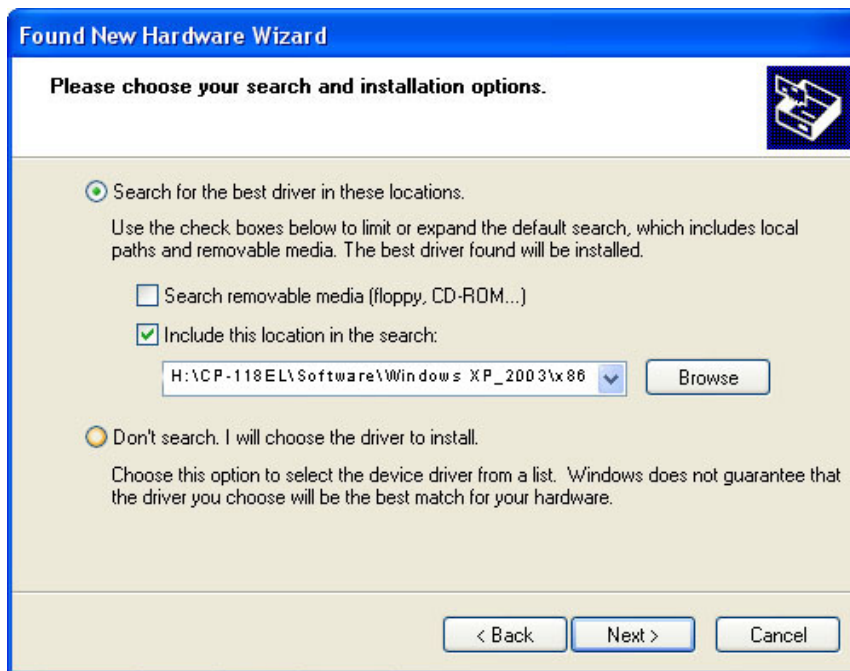 Found New Hardware Wizard
Please choose your search and installation options.
Search for the best driver in these locations.
Use the check boxes below to limit or expand the default search, which includes local
paths and removable media. The best driver found will be installed.
Search removable media (floppy, CD-ROM...)
Include this location in the search:
H:\CP-118EL\Software\Windows XP_2003\x86
Browse
Don't search. I will choose the driver to install.
Choose this option to select the device driver from a list. Windows does not guarantee that
the driver you choose will be the best match for your hardware.
< Back Next > Cancel